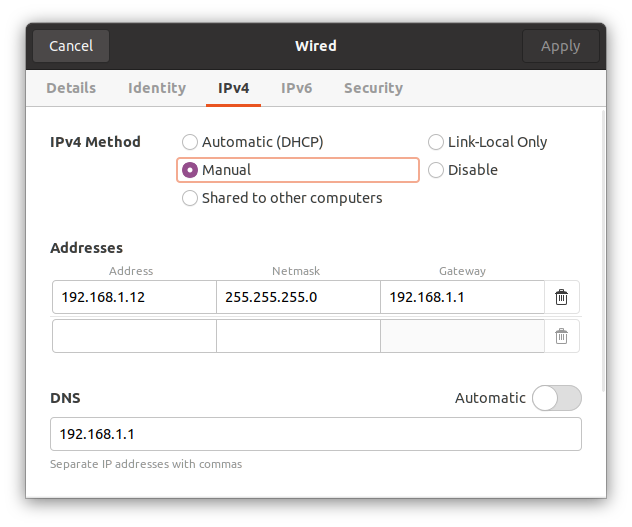 Cancel Wired Apply
Details Identity IPv4 IPv6 Security
IPv4 Method Automatic (DHCP) Link-Local Only
Manual Disable
Shared to other computers
Addresses
Address Netmask Gateway
192.168.1.12 255.255.255.0 192.168.1.1
DNS Automatic
192.168.1.1
Separate IP addresses with commas